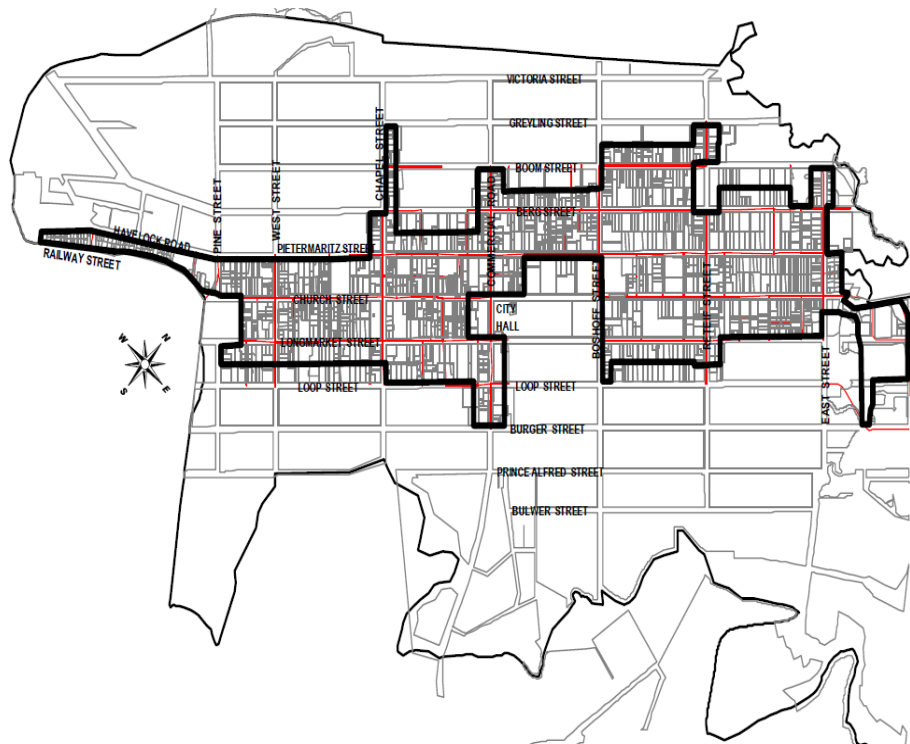 VICTORIA STREET
GREYLING STREET
CHAPEL STREET
BOOM STREET
PINE STREET
WEST STREET
COMMERCIAL ROAD
BERG STREET
HAVELOCK ROAD
PIETERMARITZ STREET
RAILWAY STREET
CHURCH STREET
CITY
HALL
BOSHOFF STREET
RETIEF STREET
LONGMARKET STREET
N
W
S
E
LOOP STREET
LOOP STREET
EAST STREET
BURGER STREET
PRINCE ALFRED STREET
BULWER STREET